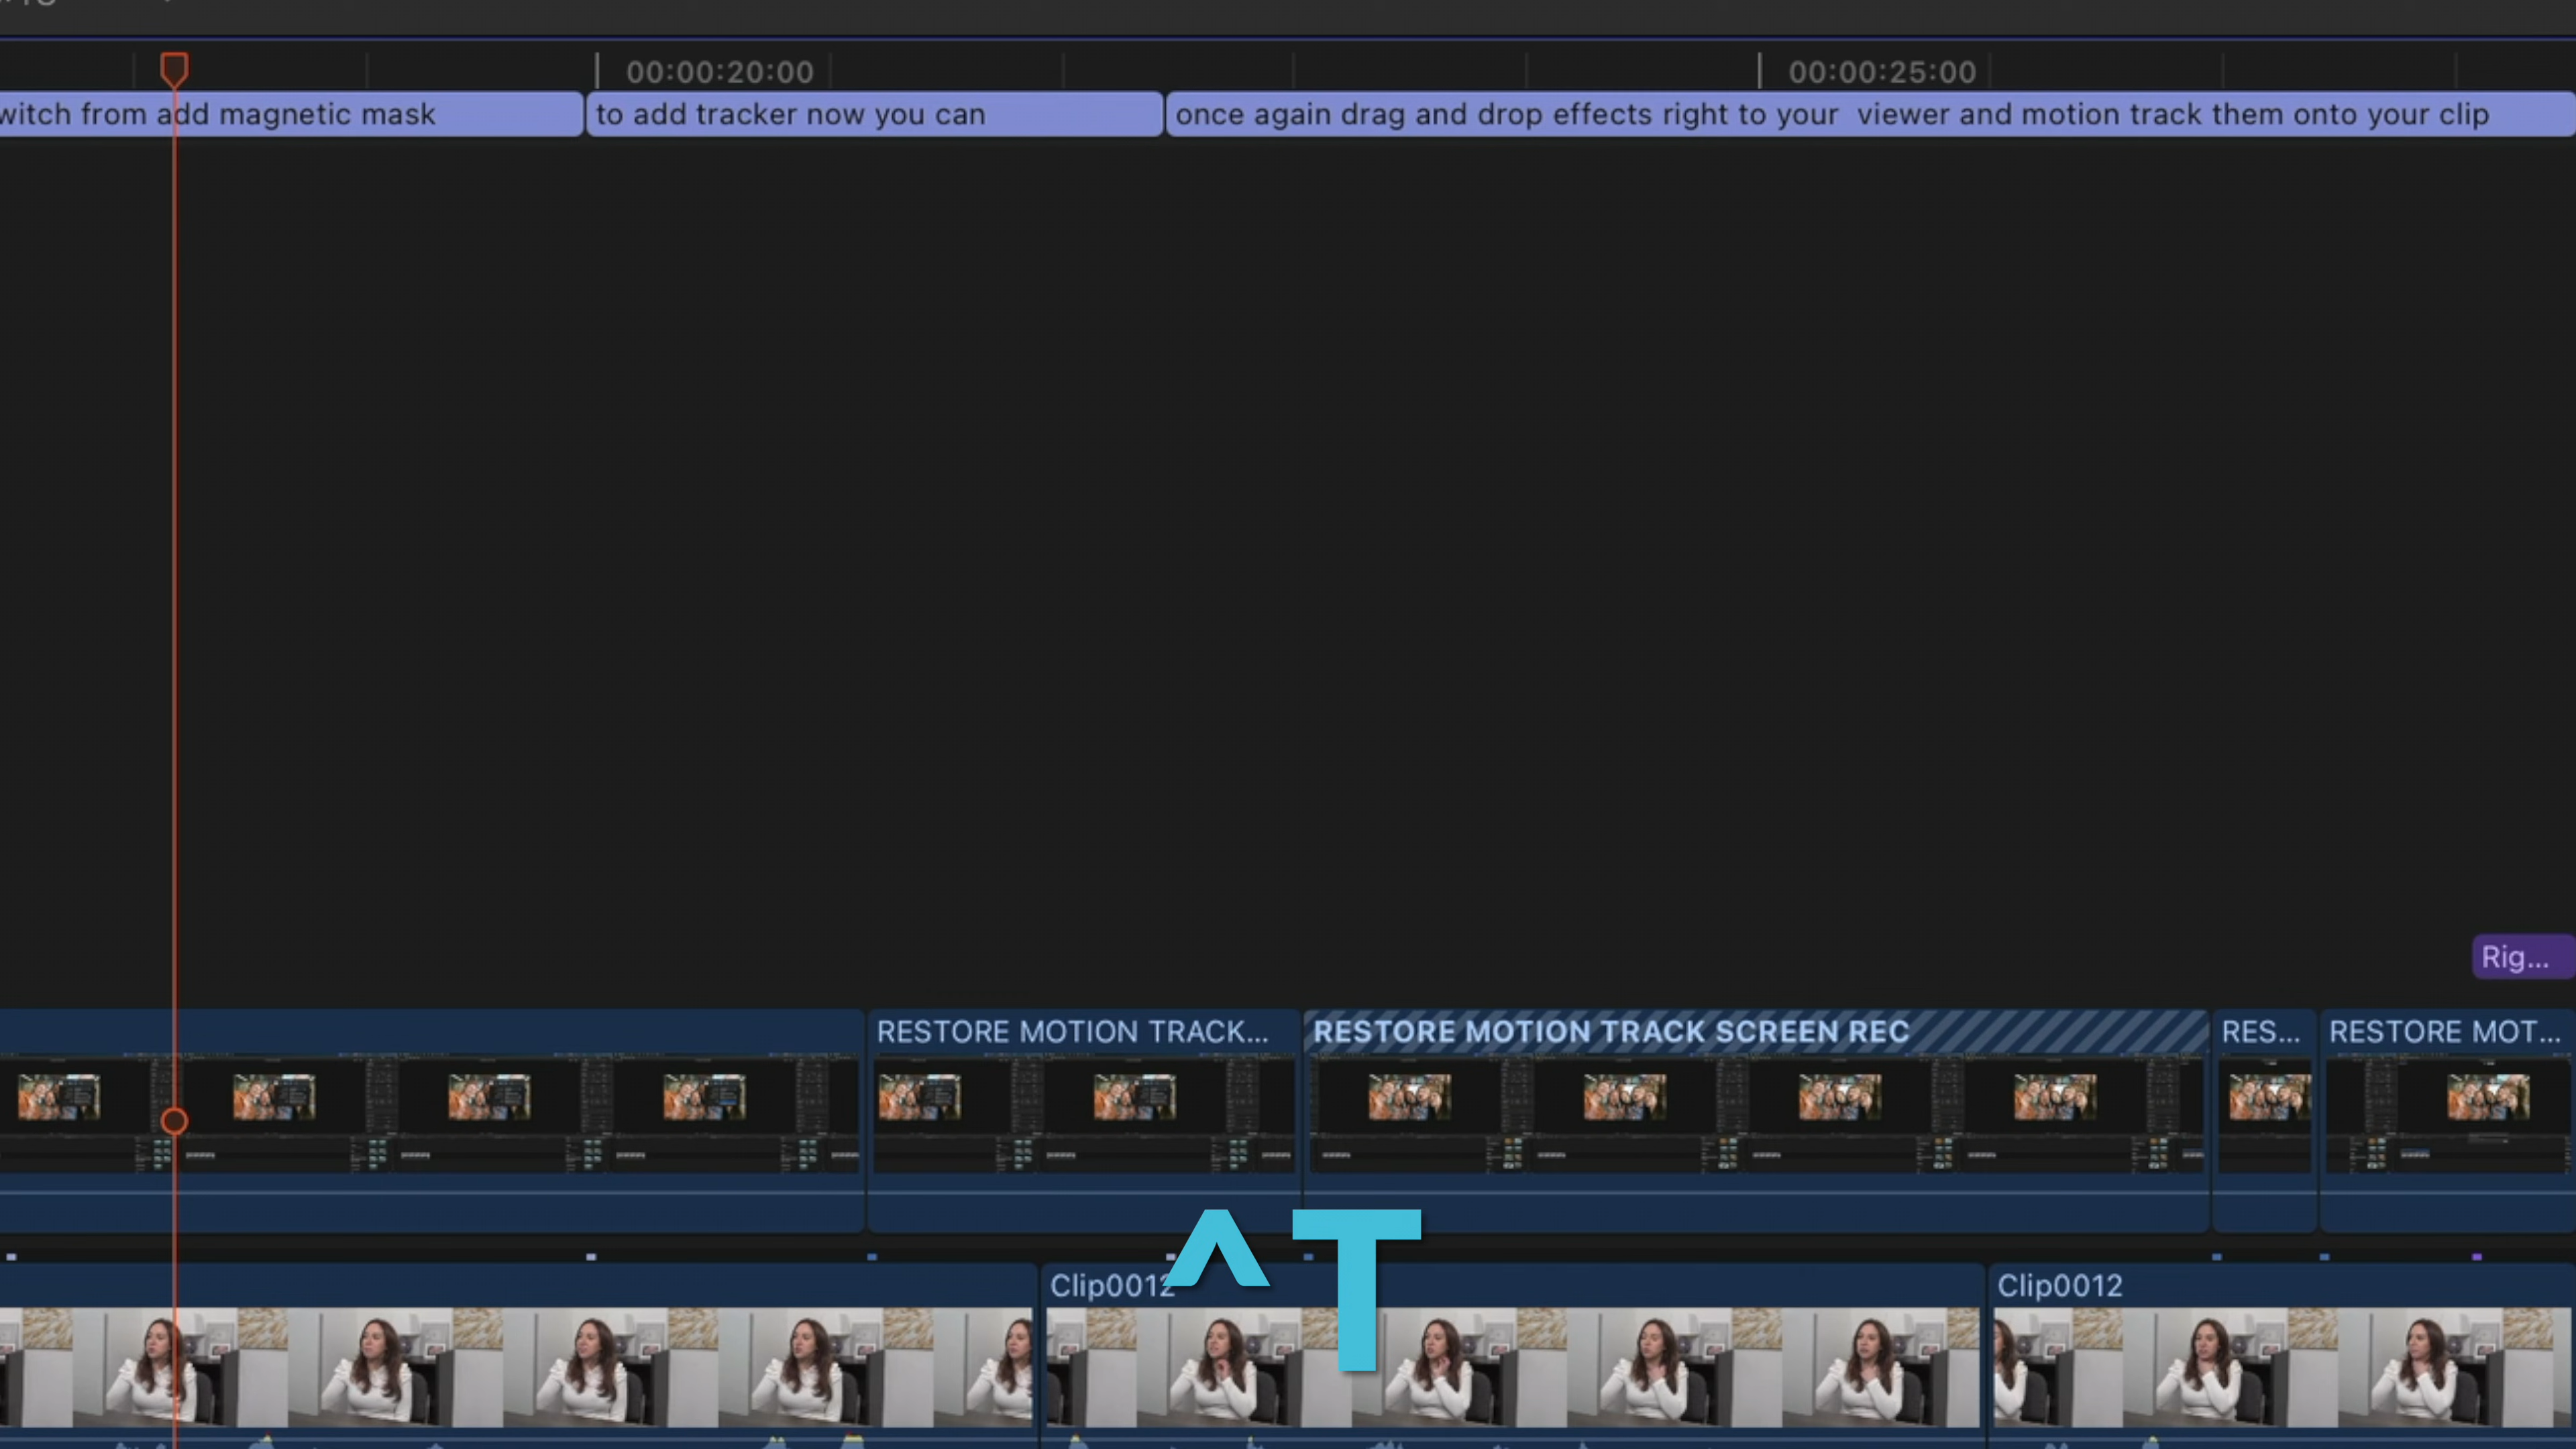 00:00:20:00
00:00:25:00
witch from add magnetic mask
to add tracker now you can
once again drag and drop effects right to your viewer and motion track them onto your clip
Rig...
RESTORE MOTION TRACK...
RESTORE MOTION TRACK SCREEN REC
RES...
RESTORE MOT...
^T
Clip0012
Clip0012